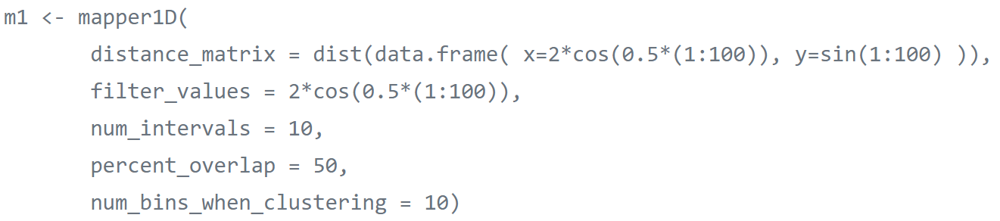 m1 <- mapper1D(
      distance_matrix = dist(data.frame( x=2*cos(0.5*(1:100)), y=sin(1:100) )),
      filter_values = 2*cos(0.5*(1:100)),
      num_intervals = 10,
      percent_overlap = 50,
      num_bins_when_clustering = 10)